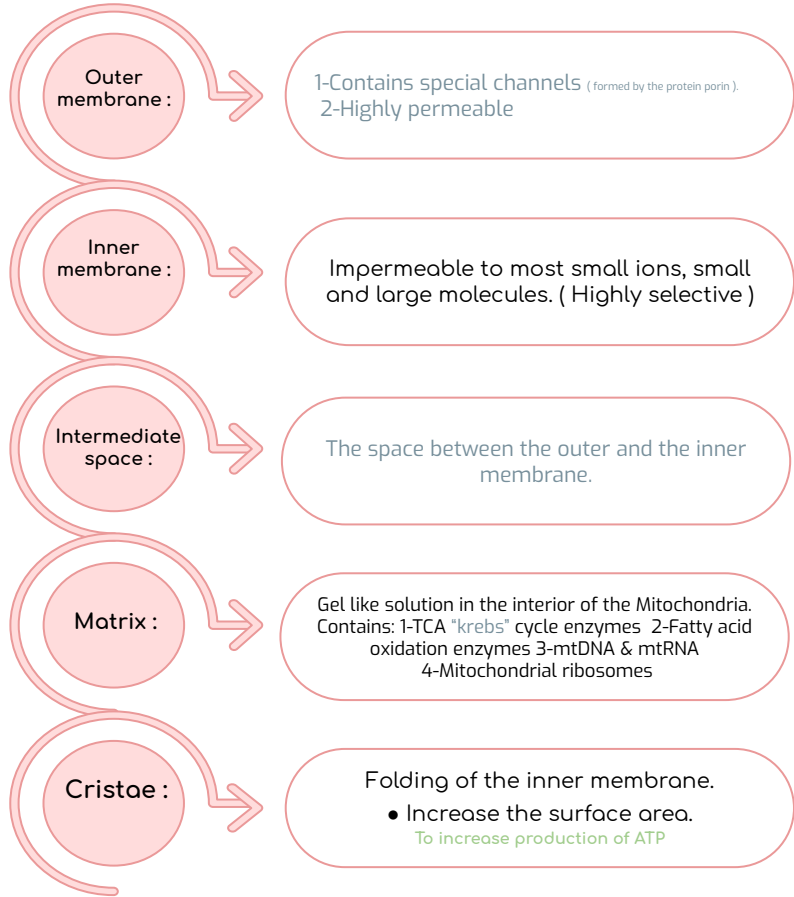 Outer
membrane :
1-Contains special channels ( formed by the protein porin ).
2-Highly permeable
Inner
membrane :
Impermeable to most small ions, small
and large molecules. ( Highly selective )
Intermediate
space :
The space between the outer and the inner
membrane.
Matrix :
Gel like solution in the interior of the Mitochondria.
Contains: 1-TCA “krebs” cycle enzymes 2-Fatty acid
oxidation enzymes 3-mtDNA & mtRNA
4-Mitochondrial ribosomes
Cristae :
Folding of the inner membrane.
● Increase the surface area.
To increase production of ATP